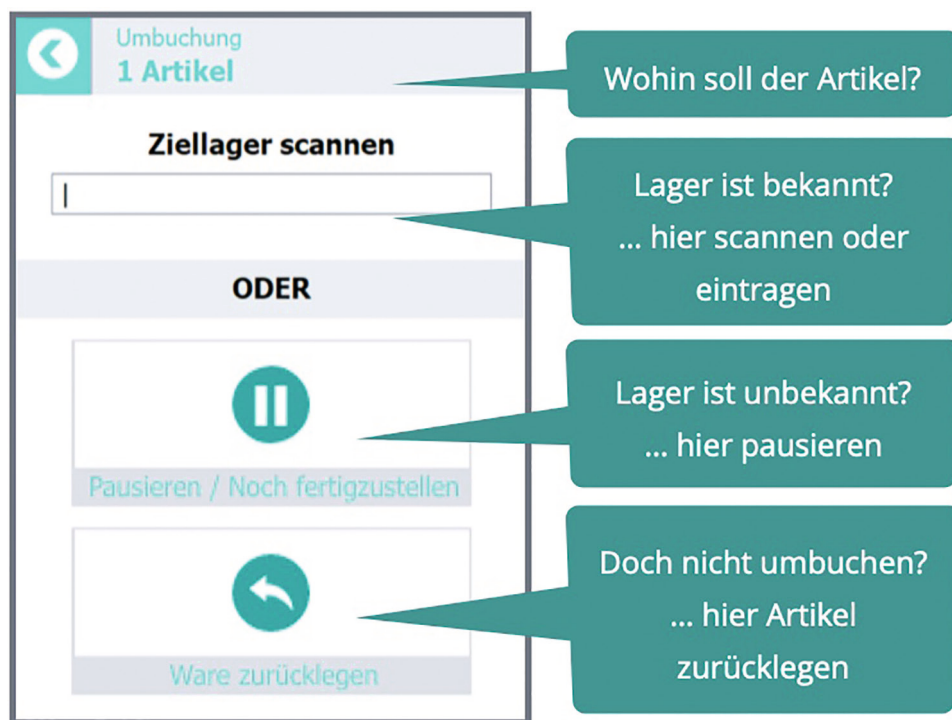 Umbuchung
1 Artikel
Wohin soll der Artikel?
Ziellager scannen
Lager ist bekannt?
... hier scannen oder
eintragen
ODER
Lager ist unbekannt?
... hier pausieren
Pausieren / Noch fertigzustellen
Doch nicht umbuchen?
... hier Artikel
zurücklegen
Ware zurücklegen